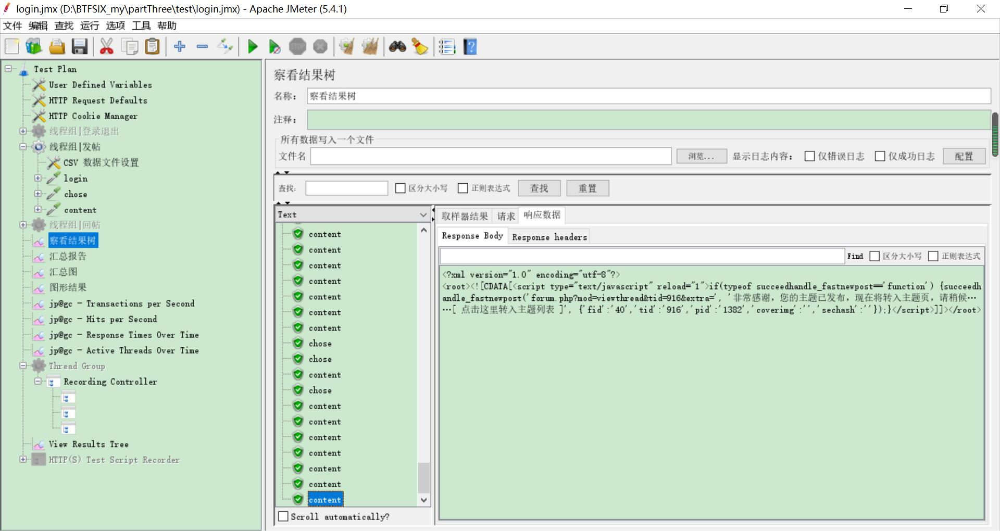 login.jmx (D:\BTFSIX_my\partThree\test\login.jmx) - Apache JMeter (5.4.1)
文件 编辑 查找 运行 选项 工具 帮助
STOP
Test Plan
User Defined Variables
HTTP Request Defaults
HTTP Cookie Manager
线程组|登录退出
线程组|发帖
CSV 数据文件设置
login
chose
content
线程组|回帖
察看结果树
汇总报告
汇总图
图形结果
jp@gc - Transactions per Second
jp@gc - Hits per Second
jp@gc - Response Times Over Time
jp@gc - Active Threads Over Time
Thread Group
Recording Controller
View Results Tree
HTTP(S) Test Script Recorder
察看结果树
名称： 察看结果树
注释：
所有数据写入一个文件
文件名 浏览... 显示日志内容： 仅错误日志 仅成功日志 配置
查找: 区分大小写 正则表达式 查找 重置
Text
content
content
content
content
content
content
content
chose
chose
content
chose
content
content
content
content
content
content
content
Scroll automatically?
取样器结果 请求 响应数据
Response Body Response headers
Find 区分大小写 正则表达式
<?xml version="1.0" encoding="utf-8"?>
<root><![CDATA[<script type="text/javascript" reload="1">if(typeof succeedhandle_fastnewpost=='function') {succeedh
andle_fastnewpost('forum.php?mod=viewthread&tid=916&extra=', '非常感谢，您的主题已发布，现在将转入主题页，请稍候……
……[ 点击这里转入主题列表 ]', {'fid':'40','tid':'916','pid':'1382','coverimg':'','sechash':''});}</script>]]></root>